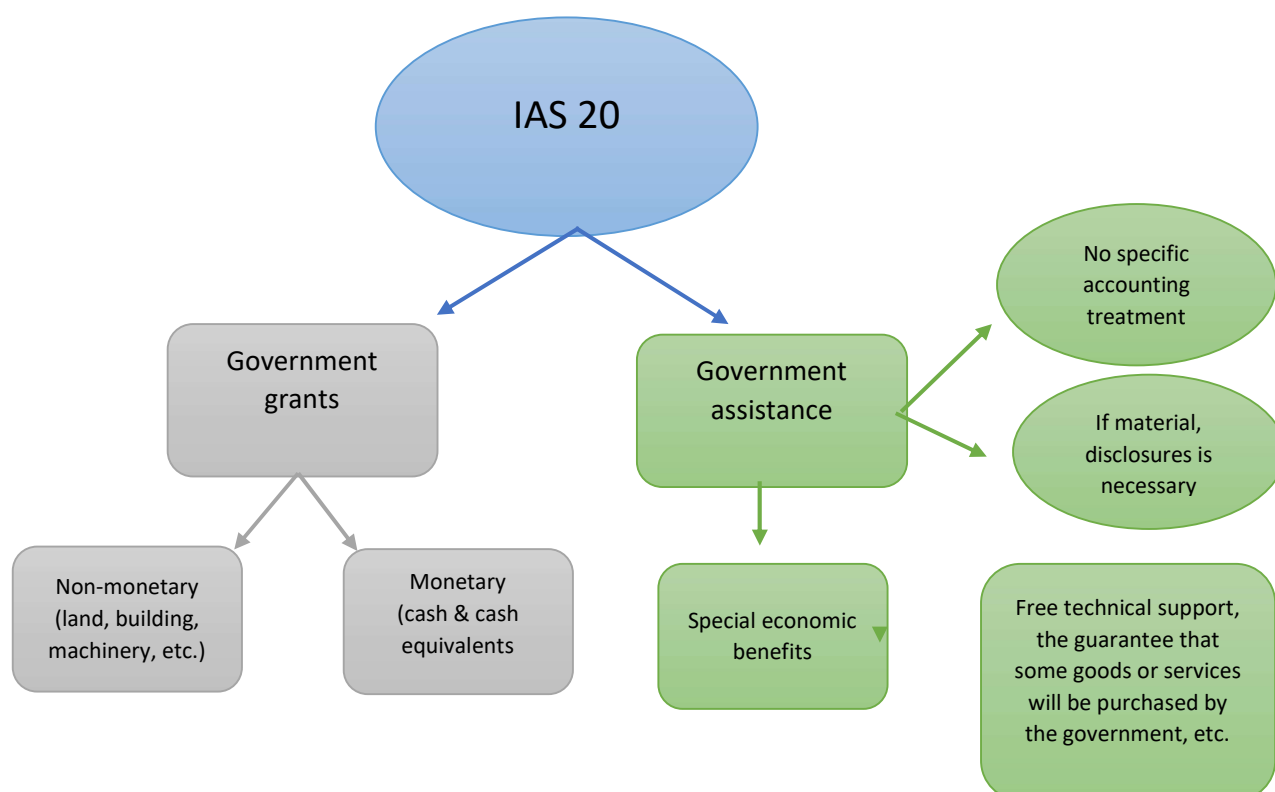 IAS 20
No specific
accounting
treatment
Government
grants
Government
assistance
If material,
disclosures is
necessary
Non-monetary
(land, building,
machinery, etc.)
Monetary
(cash & cash
equivalents
Special economic
benefits
Free technical support,
the guarantee that
some goods or services
will be purchased by
the government, etc.